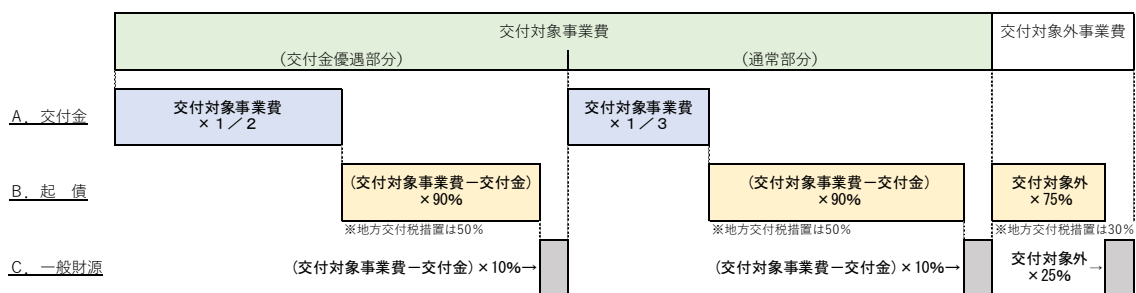 交付対象事業費
交付対象外事業費
(交付金優遇部分)
(通常部分)
A. 交付金
交付対象事業費
× 1／2
交付対象事業費
× 1／3
B. 起 債
(交付対象事業費－交付金)
×90%
(交付対象事業費－交付金)
×90%
交付対象外
×75%
※地方交付税措置は50%
※地方交付税措置は50%
※地方交付税措置は30%
C. 一般財源
(交付対象事業費－交付金)×10%→
(交付対象事業費－交付金)×10%→
交付対象外
×25%
→